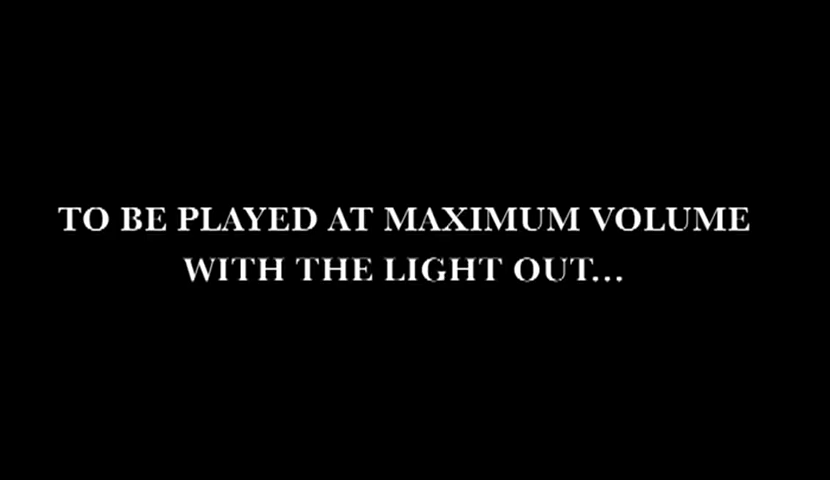 TO BE PLAYED AT MAXIMUM VOLUME
WITH THE LIGHT OUT...